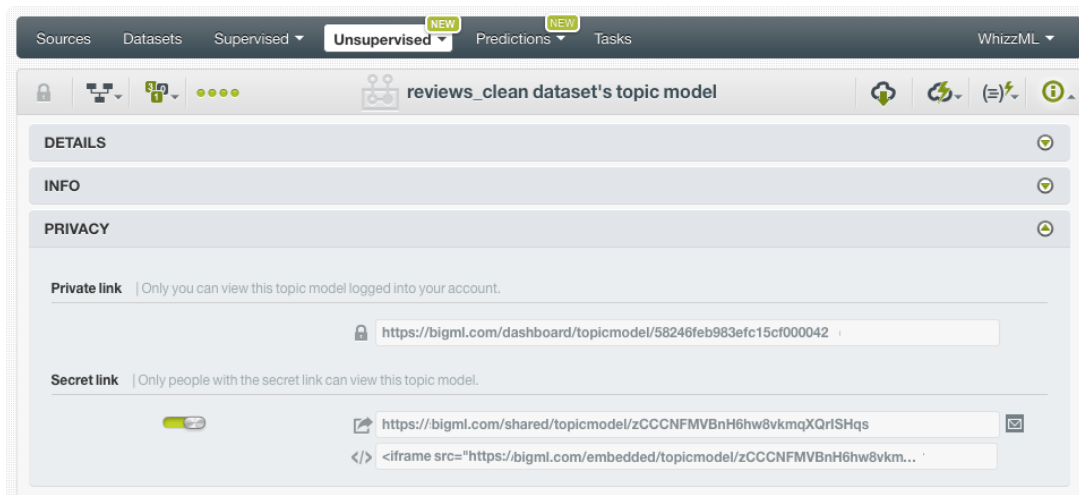 NEW NEW
Sources Datasets Supervised Unsupervised Predictions Tasks WhizzML
reviews_clean dataset's topic model
DETAILS
INFO
PRIVACY
Private link | Only you can view this topic model logged into your account.
https://bigml.com/dashboard/topicmodel/58246feb983efc15cf000042
Secret link | Only people with the secret link can view this topic model.
https://bigml.com/shared/topicmodel/zCCCNFMVBnH6hw8vkmqXQrISHqs
</> <iframe src="https://bigml.com/embedded/topicmodel/zCCCNFMVBnH6hw8vkm...